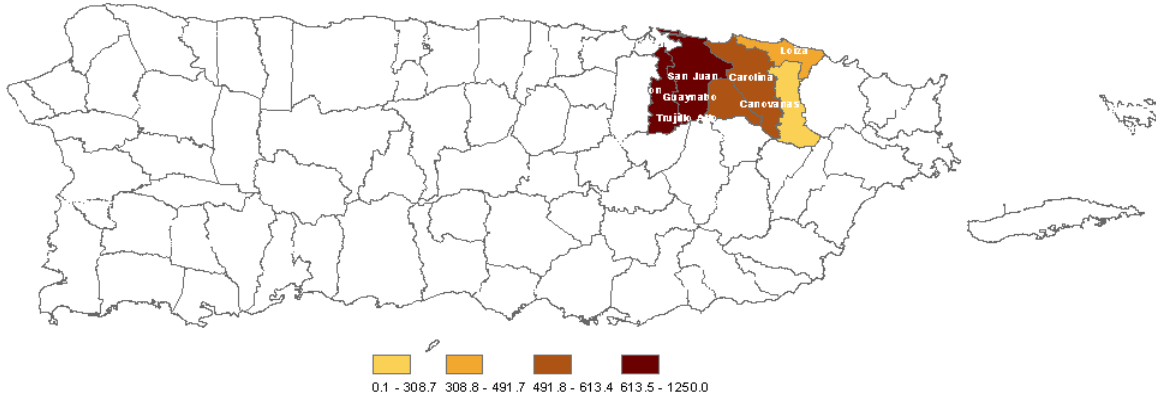 Loiza
San Juan
Carolina
on
Guaynabo
Canovanas
Trujillo A
0.1 - 308.7
308.8 - 491.7
491.8 - 613.4
613.5 - 1250.0